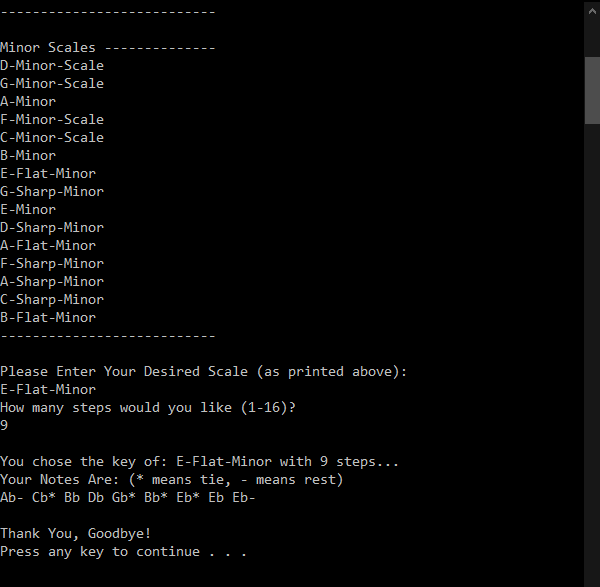 ---------------------------
Minor Scales --------------
D-Minor-Scale
G-Minor-Scale
A-Minor
F-Minor-Scale
C-Minor-Scale
B-Minor
E-Flat-Minor
G-Sharp-Minor
E-Minor
D-Sharp-Minor
A-Flat-Minor
F-Sharp-Minor
A-Sharp-Minor
C-Sharp-Minor
B-Flat-Minor
---------------------------
Please Enter Your Desired Scale (as printed above):
E-Flat-Minor
How many steps would you like (1-16)?
9
You chose the key of: E-Flat-Minor with 9 steps...
Your Notes Are: (* means tie, - means rest)
Ab- Cb* Bb Db Gb* Bb* Eb* Eb Eb-
Thank You, Goodbye!
Press any key to continue . . .